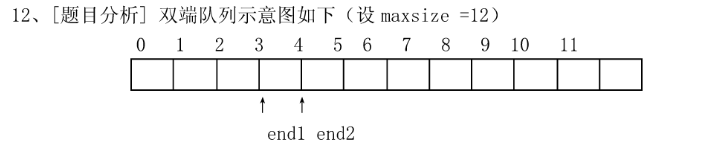 12、[题目分析] 双端队列示意图如下（设 maxsize =12）
0 1 2 3 4 5 6 7 8 9 10 11
↑ ↑
end1 end2